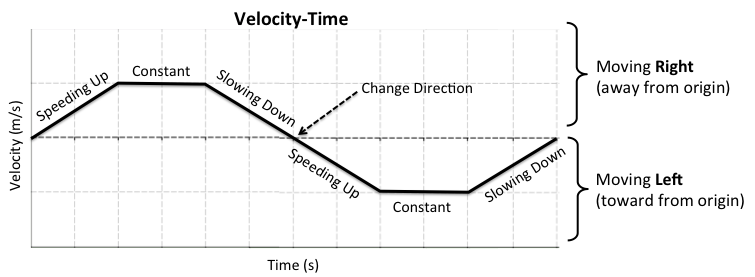 Velocity-Time
Speeding Up
Constant
Slowing Down
Change Direction
Moving Right
(away from origin)
Velocity (m/s)
Speeding Up
Constant
Slowing Down
Moving Left
(toward from origin)
Time (s)